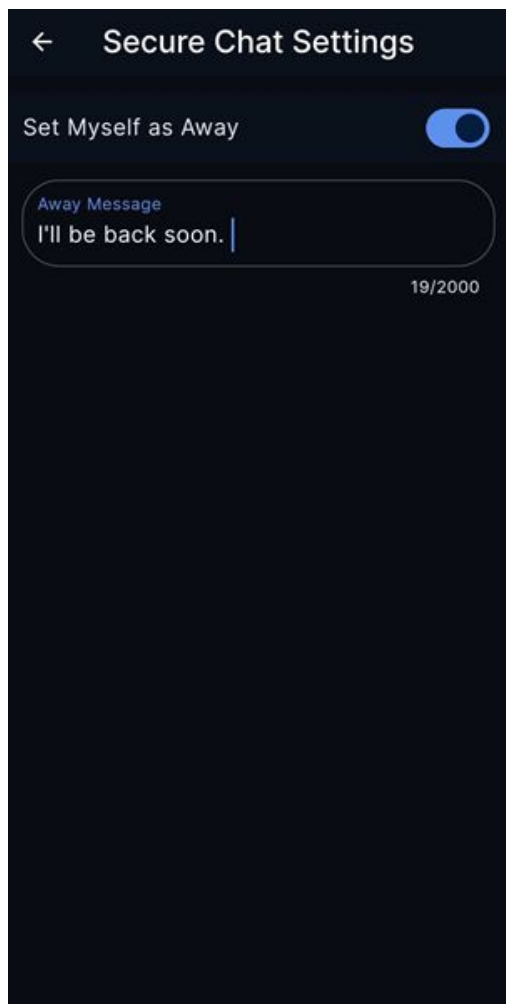 Secure Chat Settings
Set Myself as Away
Away Message
I'll be back soon.
19/2000